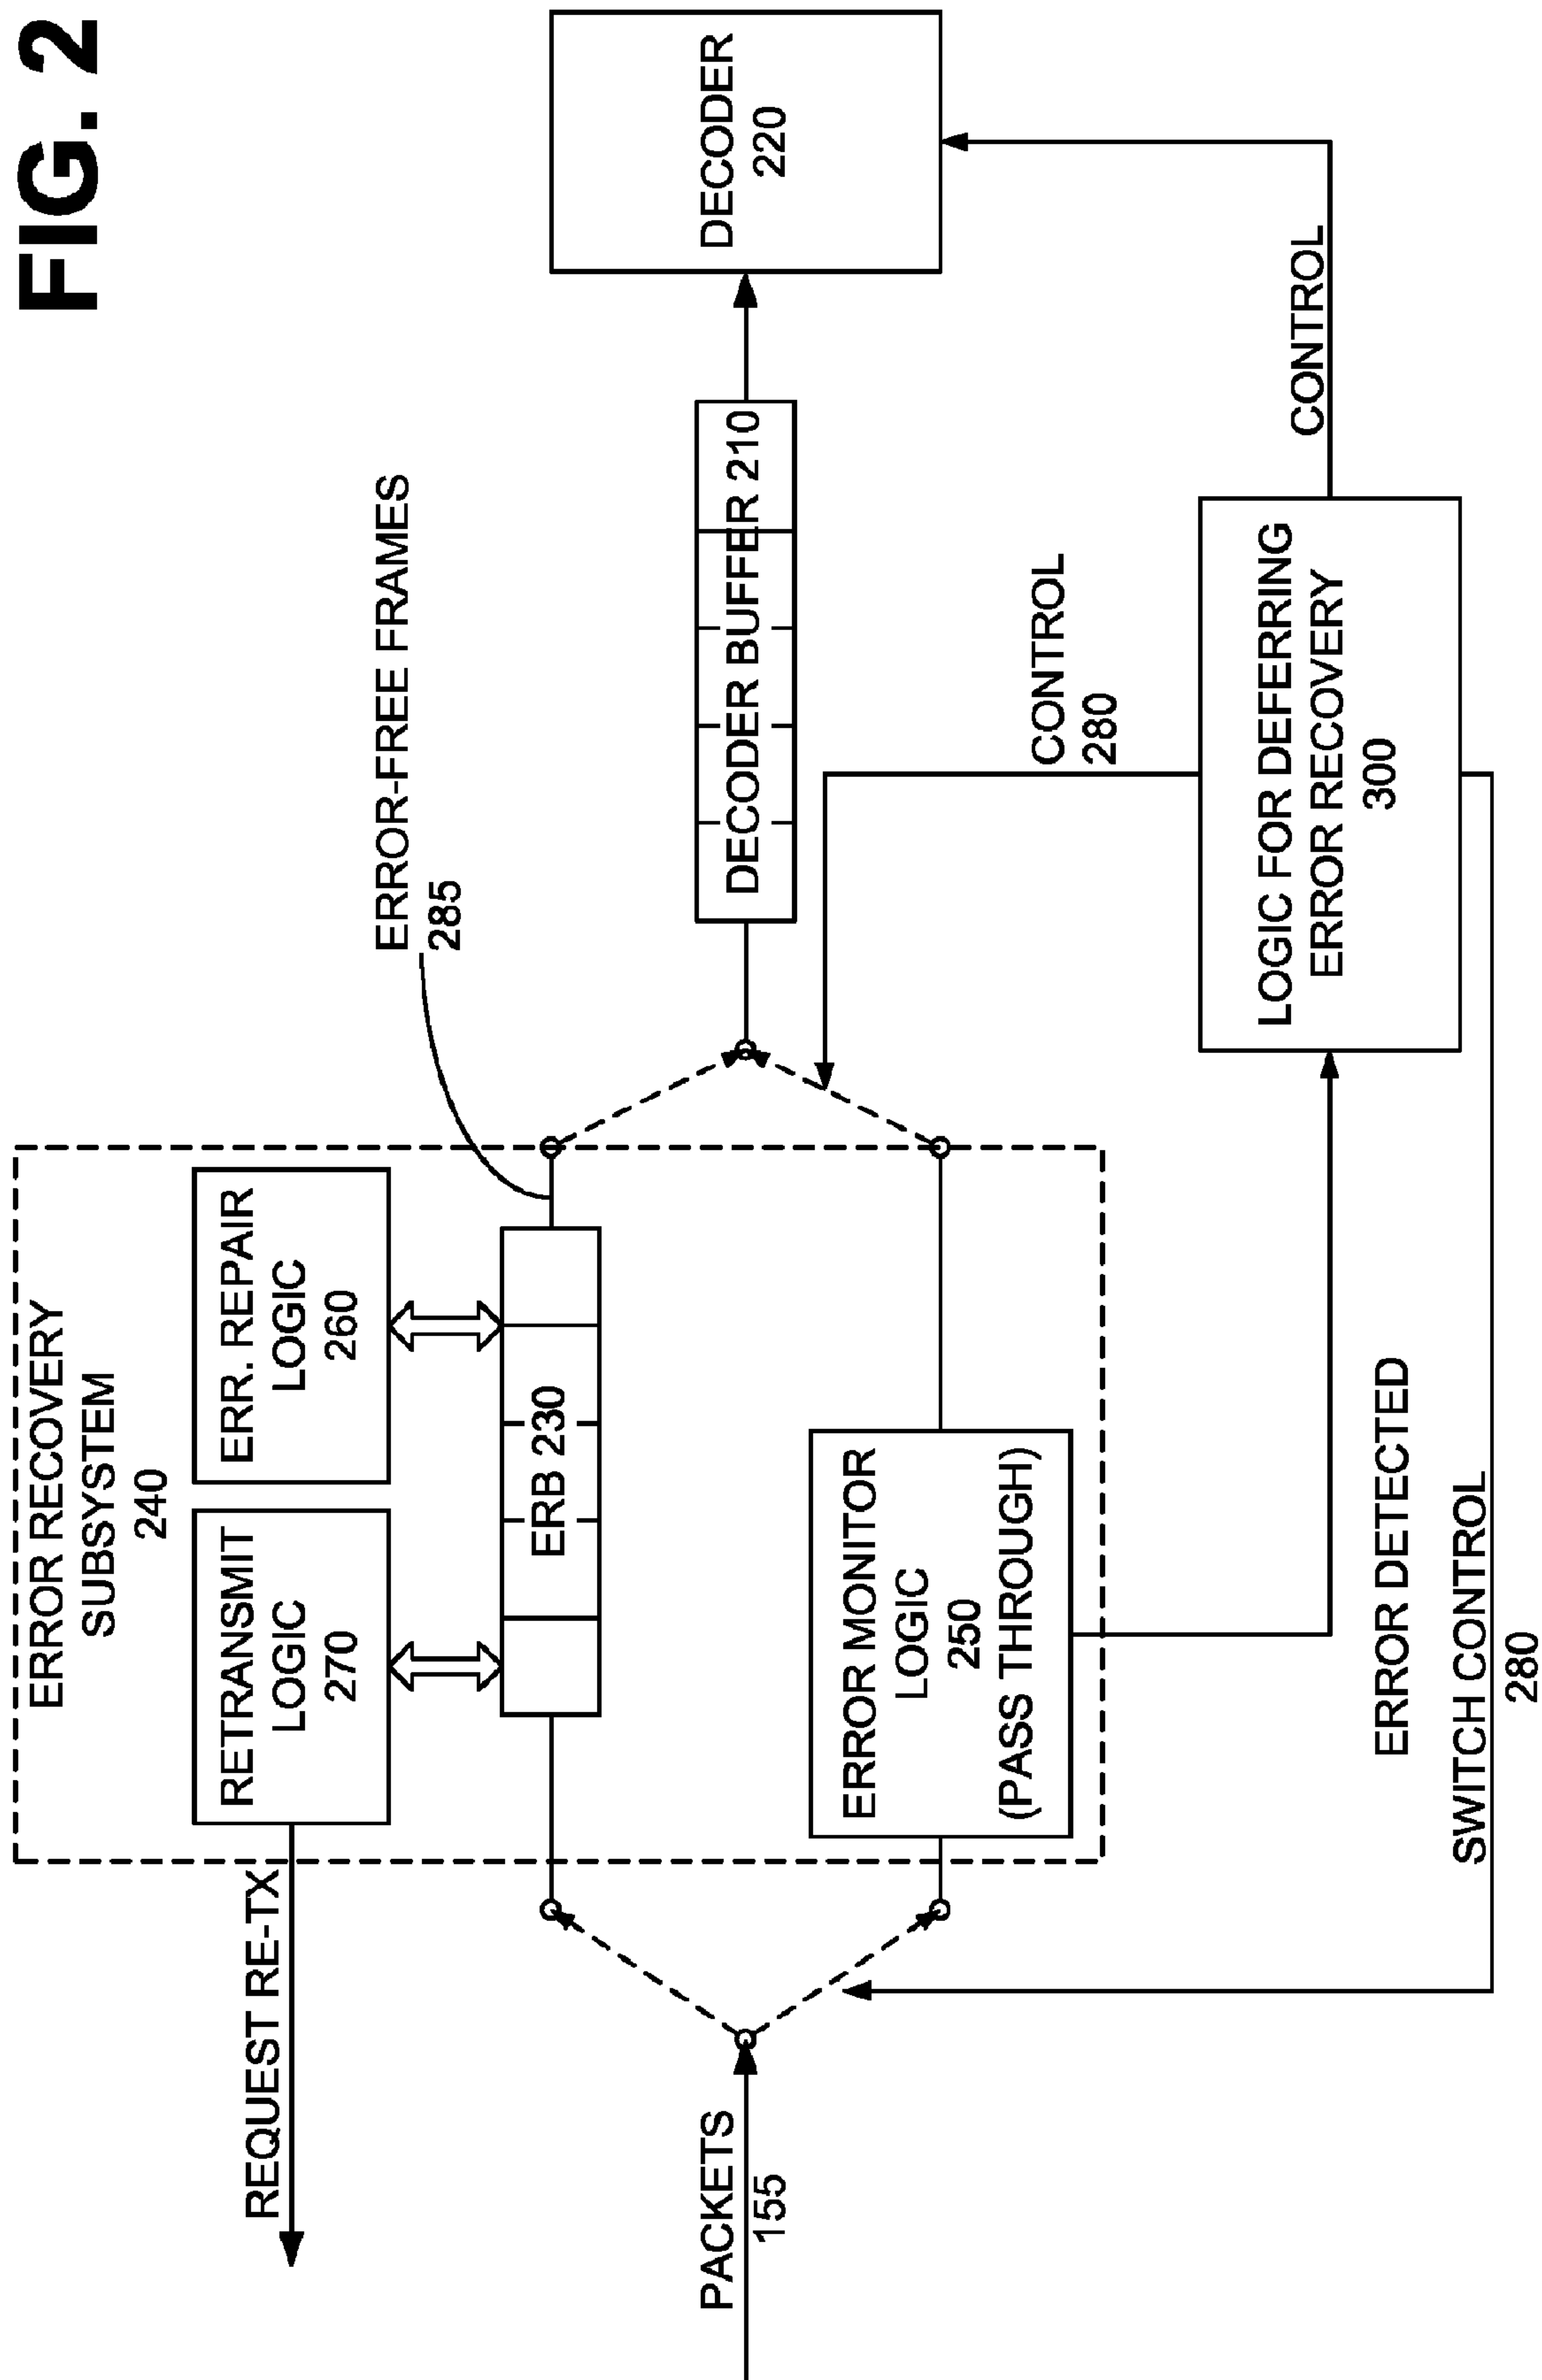 FIG. 2
ERROR RECOVERY
SUBSYSTEM
240
REQUEST RE-TX
RETRANSMIT
LOGIC
270
ERR. REPAIR
LOGIC
260
ERROR-FREE FRAMES
285
ERB 230
PACKETS
155
DECODER BUFFER 210
DECODER
220
ERROR MONITOR
LOGIC
250
(PASS THROUGH)
CONTROL
280
LOGIC FOR DEFERRING
ERROR RECOVERY
300
CONTROL
ERROR DETECTED
SWITCH CONTROL
280